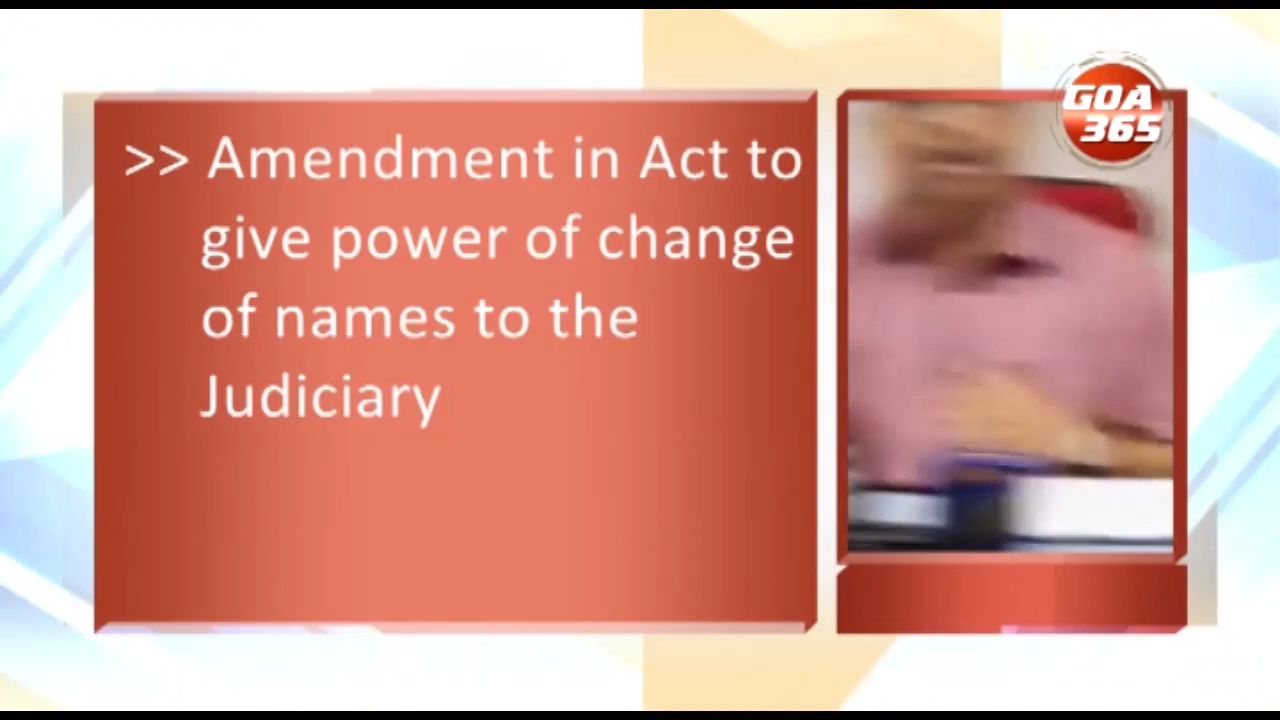 >> Amendment in Act to
give power of change
of names to the
Judiciary
GOA
365